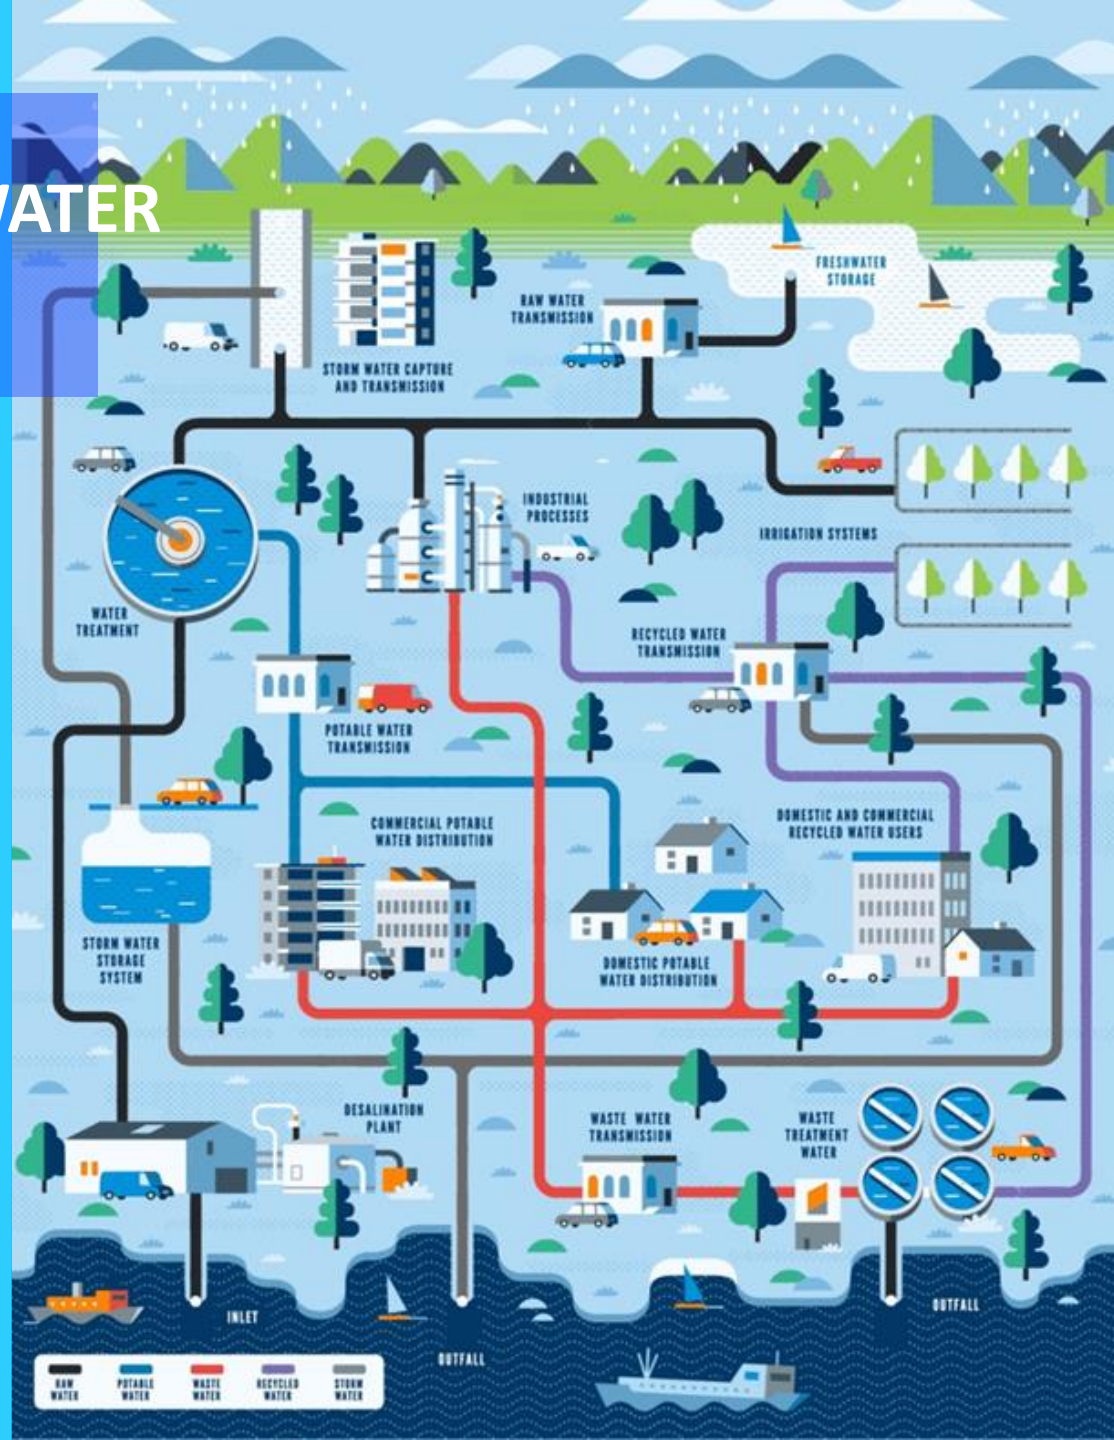 WATER
FRESHWATER
STORAGE
RAW WATER
TRANSMISSION
STORM WATER CAPTURE
AND TRANSMISSION
INDUSTRIAL
PROCESSES
IRRIGATION SYSTEMS
WATER
TREATMENT
RECYCLED WATER
TRANSMISSION
POTABLE WATER
TRANSMISSION
COMMERCIAL POTABLE
WATER DISTRIBUTION
DOMESTIC AND COMMERCIAL
RECYCLED WATER USERS
STORM WATER
STORAGE
SYSTEM
DOMESTIC POTABLE
WATER DISTRIBUTION
DESALINATION
PLANT
WASTE WATER
TRANSMISSION
WASTE
TREATMENT
WATER
INLET
OUTFALL
OUTFALL
RAW
WATER
POTABLE
WATER
WASTE
WATER
RECYCLED
WATER
STORM
WATER